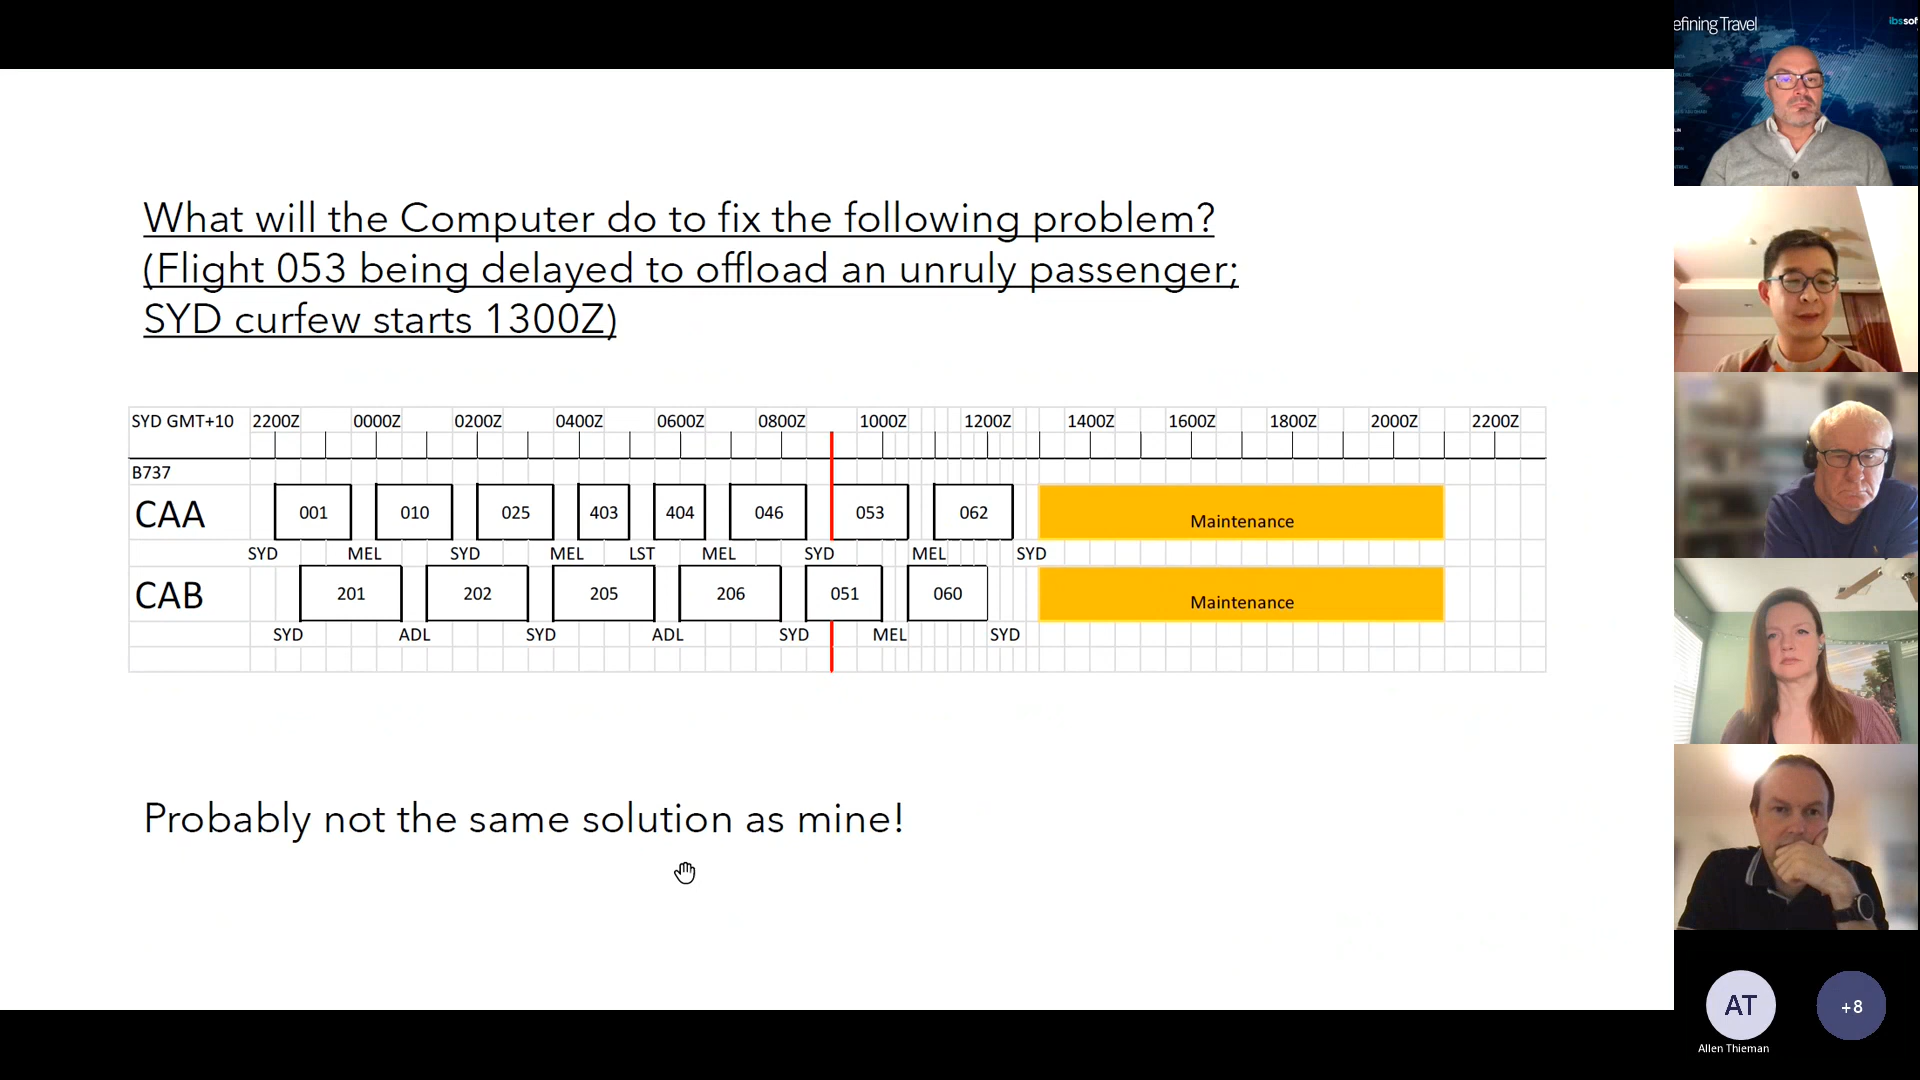 What will the Computer do to fix the following problem?
(Flight 053 being delayed to offload an unruly passenger;
SYD curfew starts 1300Z)
SYD GMT+10 2200Z 0000Z 0200Z 0400Z 0600Z 0800Z 1000Z 1200Z 1400Z 1600Z 1800Z 2000Z 2200Z
B737
CAA 001 010 025 403 404 046 053 062 Maintenance
SYD MEL SYD MEL LST MEL SYD MEL SYD
CAB 201 202 205 206 051 060 Maintenance
SYD ADL SYD ADL SYD MEL SYD
Probably not the same solution as mine!
efining Travel
ibssof
AT
+8
Allen Thieman